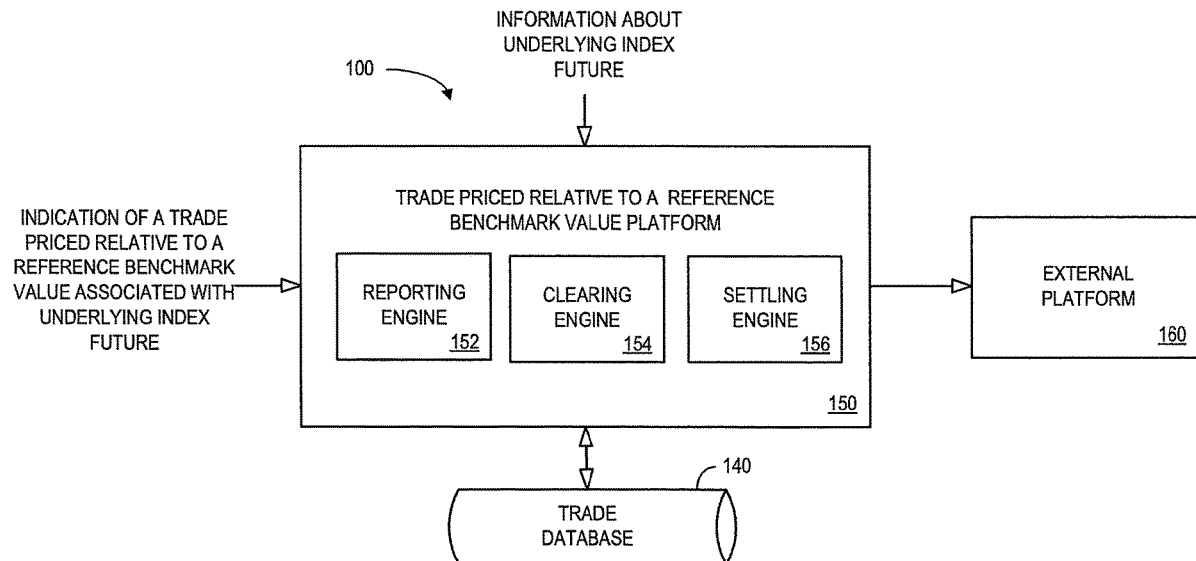 INFORMATION ABOUT
UNDERLYING INDEX
FUTURE
100
TRADE PRICED RELATIVE TO A REFERENCE
BENCHMARK VALUE PLATFORM
INDICATION OF A TRADE
PRICED RELATIVE TO A
REFERENCE BENCHMARK
VALUE ASSOCIATED WITH
UNDERLYING INDEX
FUTURE
REPORTING
ENGINE
152
CLEARING
ENGINE
154
SETTLING
ENGINE
156
150
EXTERNAL
PLATFORM
160
140
TRADE
DATABASE